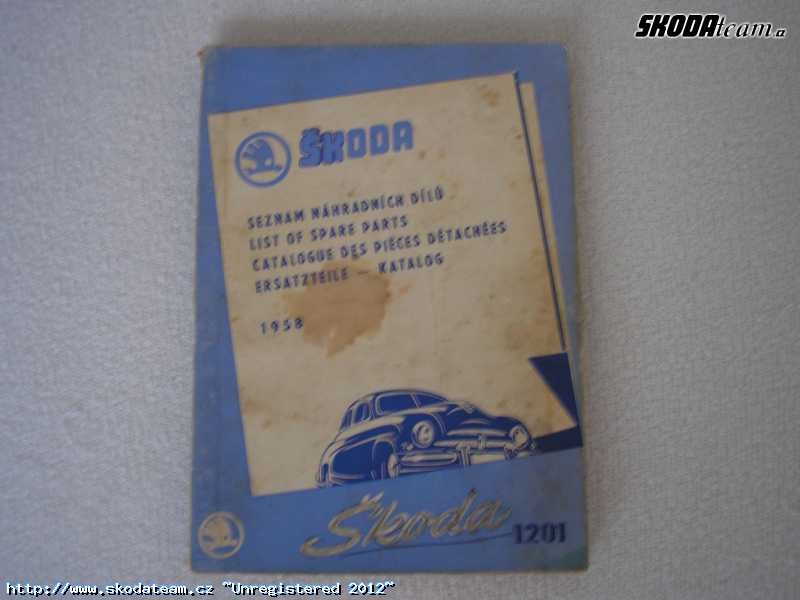 ŠKODAteam.cz
ŠKODA
SEZNAM NÁHRADNÍCH DÍLŮ
LIST OF SPARE PARTS
CATALOGUE DES PIÈCES DÉTACHÉES
ERSATZTEILE — KATALOG
1958
Škoda 1201
http://www.skodateam.cz ~Unregistered 2012~